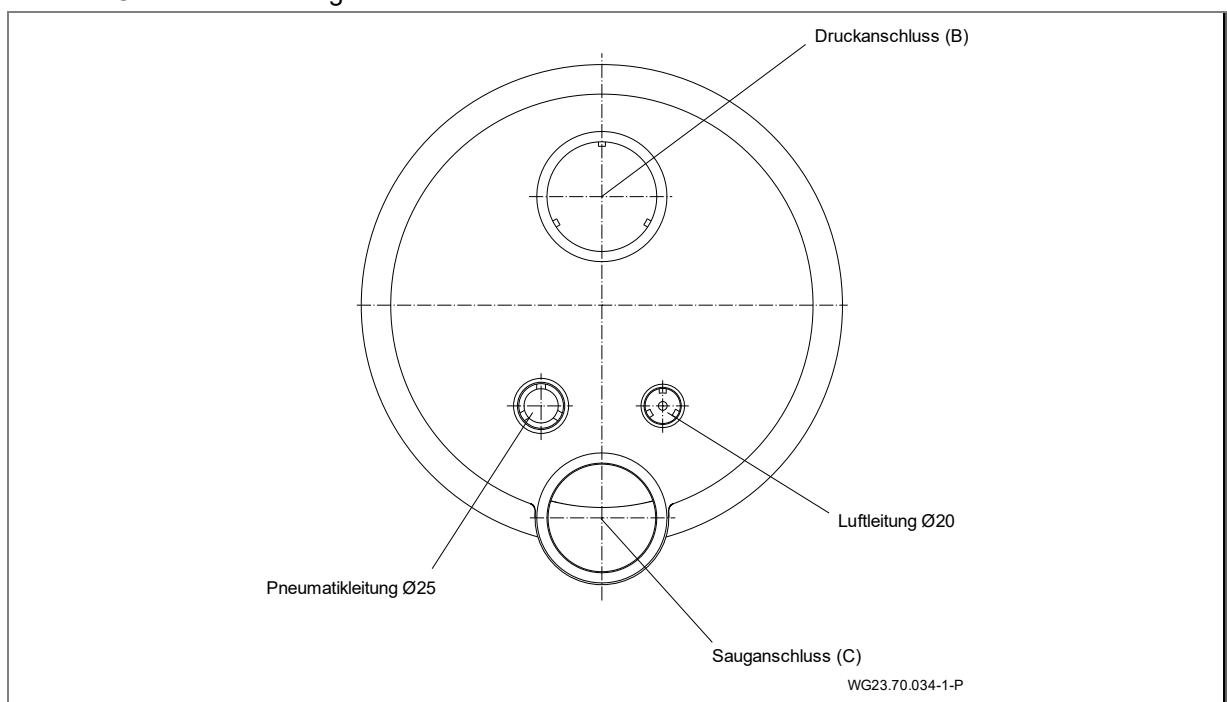 Druckanschluss (B)
Luftleitung Ø20
Pneumatikleitung Ø25
Sauganschluss (C)
WG23.70.034-1-P